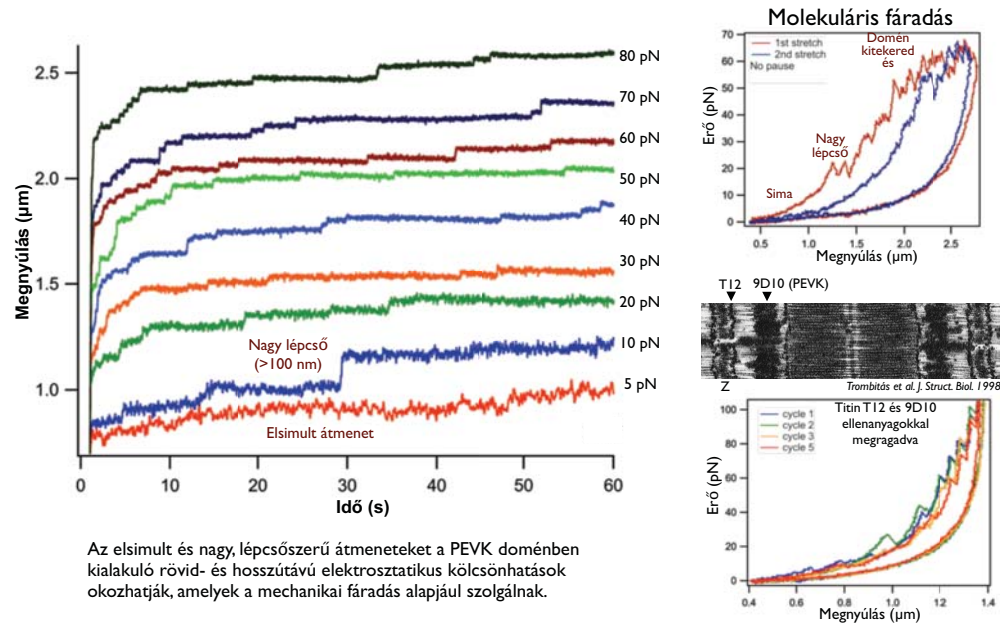 80 pN
70 pN
60 pN
50 pN
40 pN
30 pN
20 pN
10 pN
5 pN
Nagy lépcső
(>100 nm)
Elsimult átmenet
Megnyúlás (µm)
2.5
2.0
1.5
1.0
0
10
20
30
40
50
60
Idő (s)
Az elsimult és nagy, lépcsőszerű átmeneteket a PEVK doménben
kialakuló rövid- és hosszútávú elektrosztatikus kölcsönhatások
okozhatják, amelyek a mechanikai fáradás alapjául szolgálnak.
Molekuláris fáradás
1st stretch
2nd stretch
No pause
Domén
kitekered
és
Nagy
lépcső
Sima
Erő (pN)
70
60
50
40
30
20
10
0
0.5
1.0
1.5
2.0
2.5
Megnyúlás (µm)
T12
9D10 (PEVK)
Z
Trombitás et al. J. Struct. Biol. 1998
cycle 1
cycle 2
cycle 3
cycle 5
Titin T12 és 9D10
ellenanyagokkal
megragadva
Erő (pN)
100
80
60
40
20
0
0.4
0.6
0.8
1.0
1.2
1.4
Megnyúlás (µm)